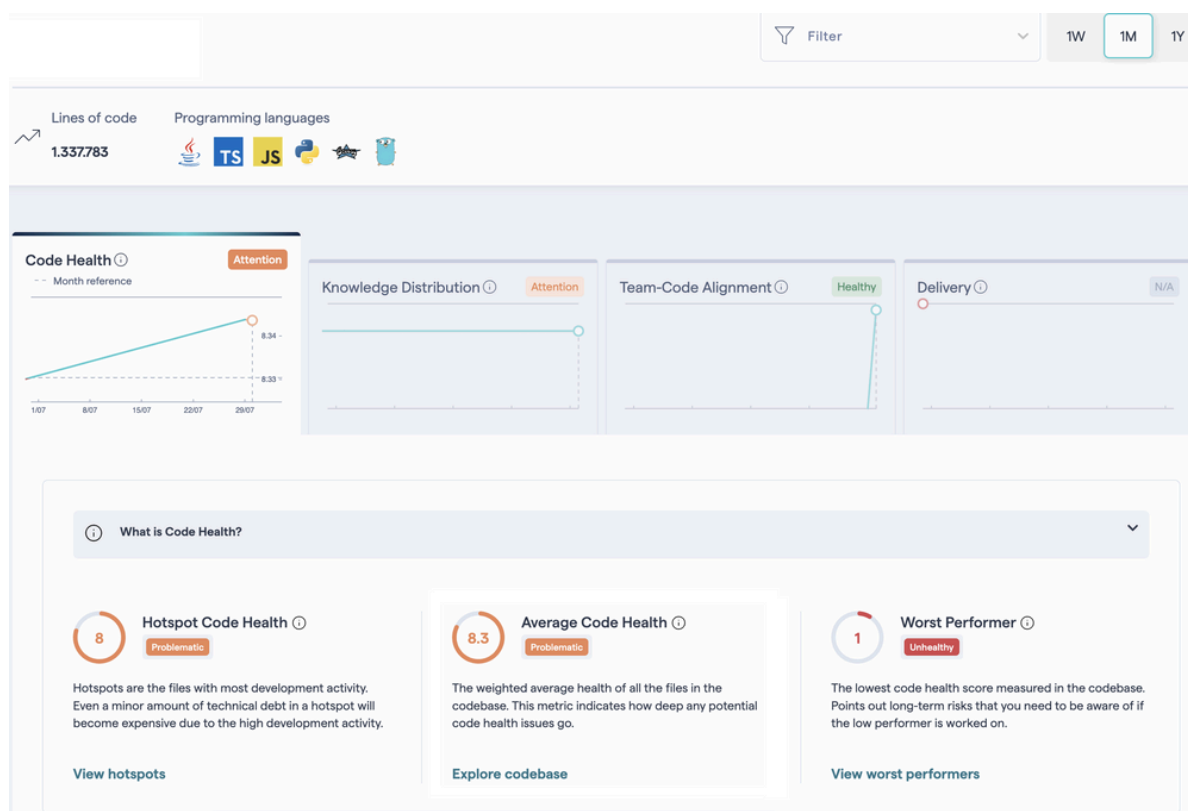 Filter
1W
1M
1Y
Lines of code
Programming languages
1.337.783
TS
JS
Code Health
Attention
Month reference
8.34
8.33
1/07
8/07
15/07
22/07
29/07
Knowledge Distribution
Attention
Team-Code Alignment
Healthy
Delivery
N/A
What is Code Health?
8
Hotspot Code Health
Problematic
Hotspots are the files with most development activity.
Even a minor amount of technical debt in a hotspot will
become expensive due to the high development activity.
View hotspots
8.3
Average Code Health
Problematic
The weighted average health of all the files in the
codebase. This metric indicates how deep any potential
code health issues go.
Explore codebase
1
Worst Performer
Unhealthy
The lowest code health score measured in the codebase.
Points out long-term risks that you need to be aware of if
the low performer is worked on.
View worst performers